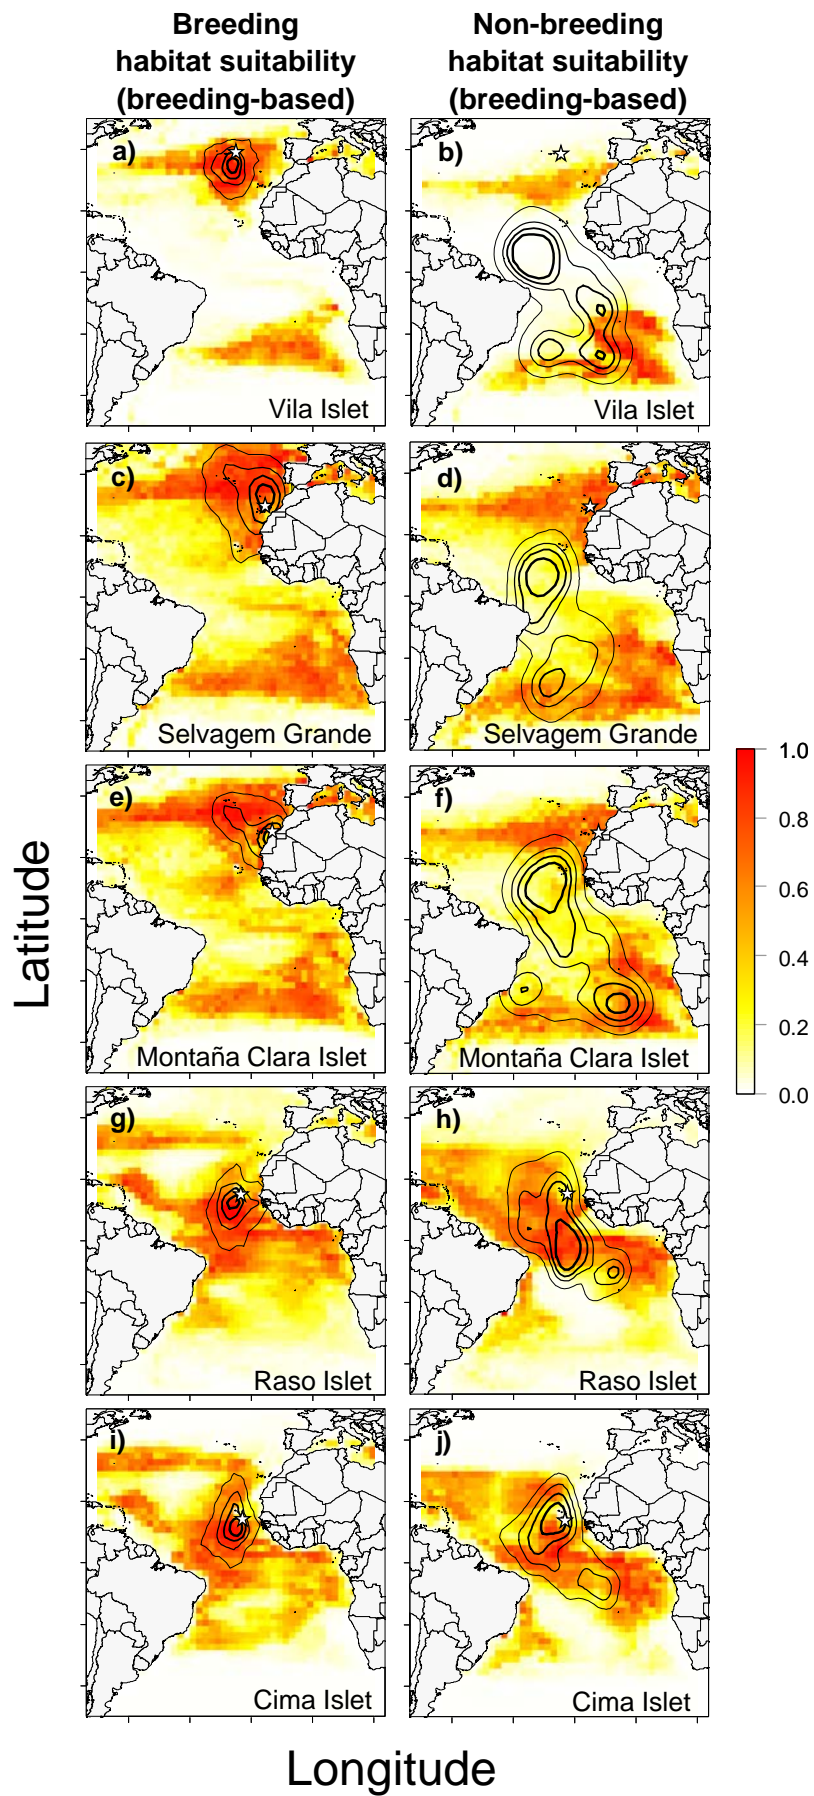 Breeding
habitat suitability
(breeding-based)
Non-breeding
habitat suitability
(breeding-based)
a)
Vila Islet
b)
Vila Islet
c)
Selvagem Grande
d)
Selvagem Grande
e)
Montaña Clara Islet
f)
Montaña Clara Islet
g)
Raso Islet
h)
Raso Islet
i)
Cima Islet
j)
Cima Islet
1.0
0.8
0.6
0.4
0.2
0.0
Latitude
Longitude